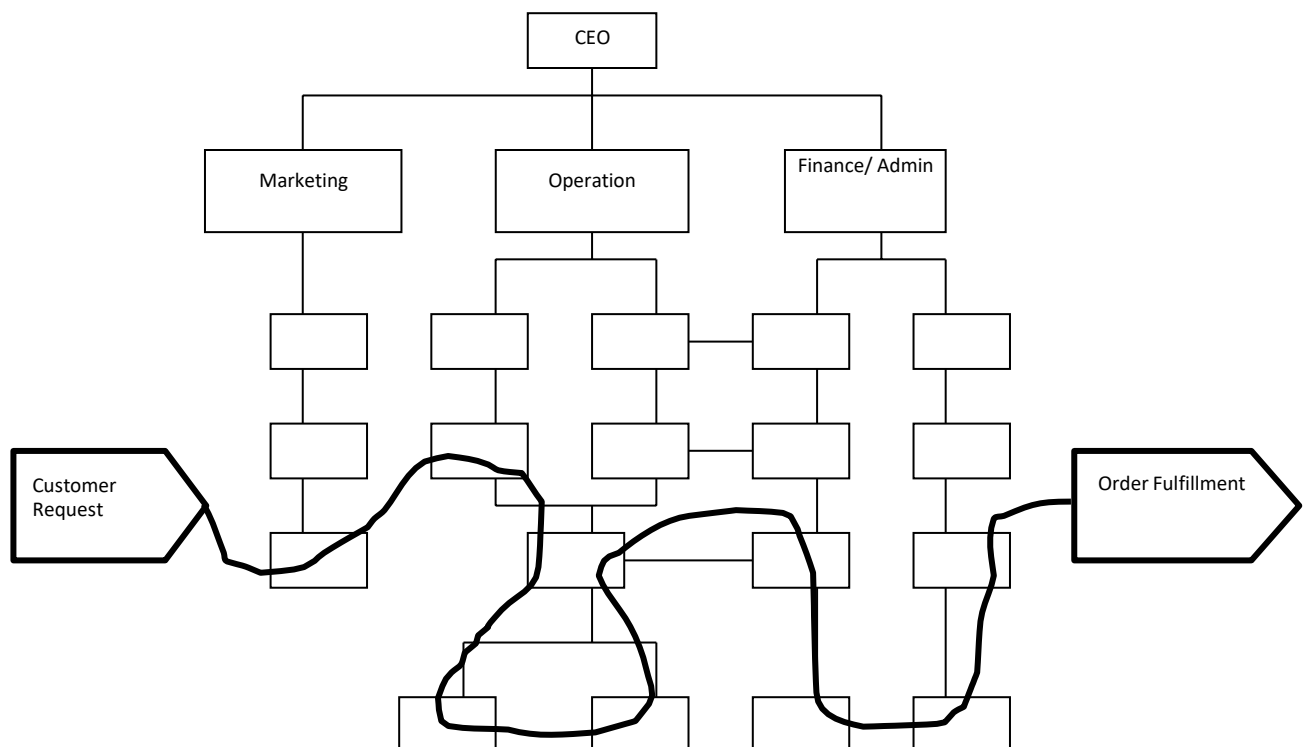 CEO
Marketing
Operation
Finance/ Admin
Customer
Request
Order Fulfillment